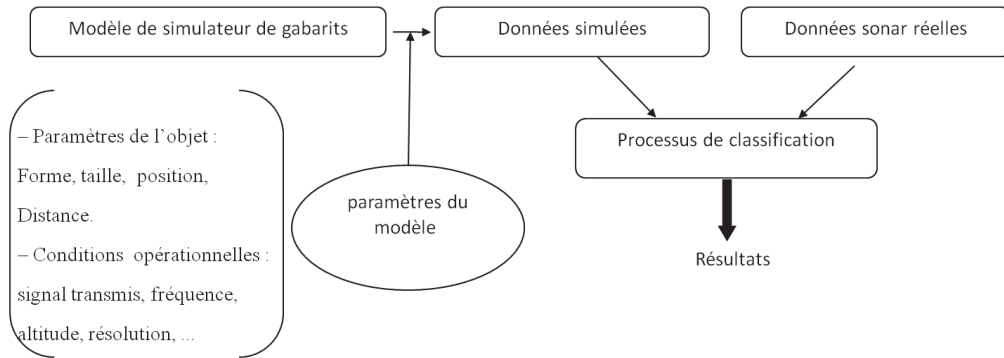 Modèle de simulateur de gabarits
Données simulées
Données sonar réelles
– Paramètres de l’objet :
Forme, taille, position,
Distance.
– Conditions opérationnelles :
signal transmis, fréquence,
altitude, résolution, ...
paramètres du
modèle
Processus de classification
Résultats